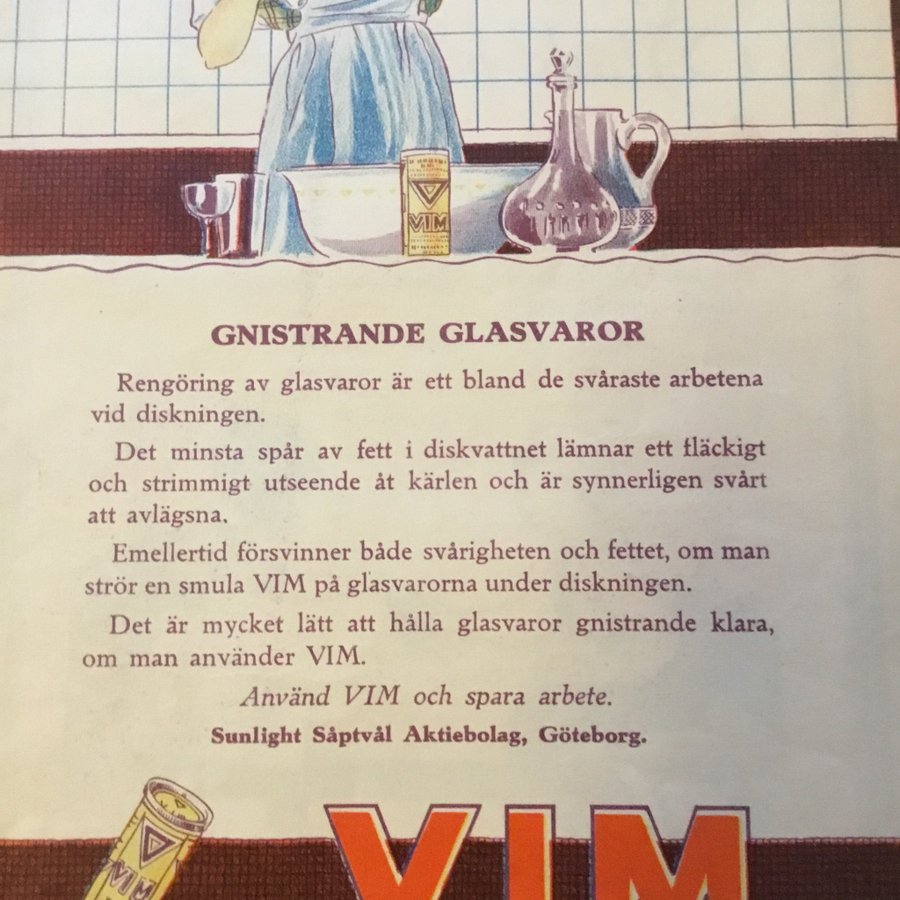 VIM
GNISTRANDE GLASVAROR
Rengöring av glasvaror är ett bland de svåraste arbetena
vid diskningen.
Det minsta spår av fett i diskvattnet lämnar ett fläckigt
och strimmigt utseende åt kärlen och är synnerligen svårt
att avlägsna.
Emellertid försvinner både svårigheten och fettet, om man
strör en smula VIM på glasvarorna under diskningen.
Det är mycket lätt att hålla glasvaror gnistrande klara,
om man använder VIM.
Använd VIM och spara arbete.
Sunlight Såptvål Aktiebolag, Göteborg.
VIM
VIM